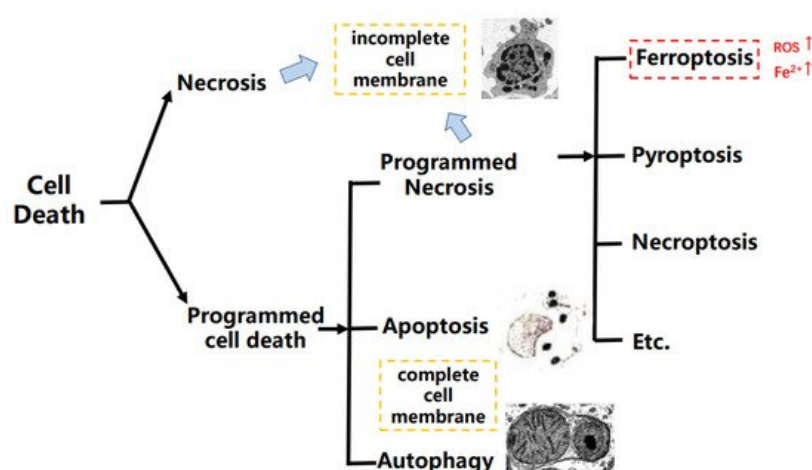 incomplete
cell
membrane
Ferroptosis
ROS ↑
Fe²⁺↑
Necrosis
Programmed
Necrosis
Pyroptosis
Cell
Death
Necroptosis
Programmed
cell death
Apoptosis
Etc.
complete
cell
membrane
Autophagy